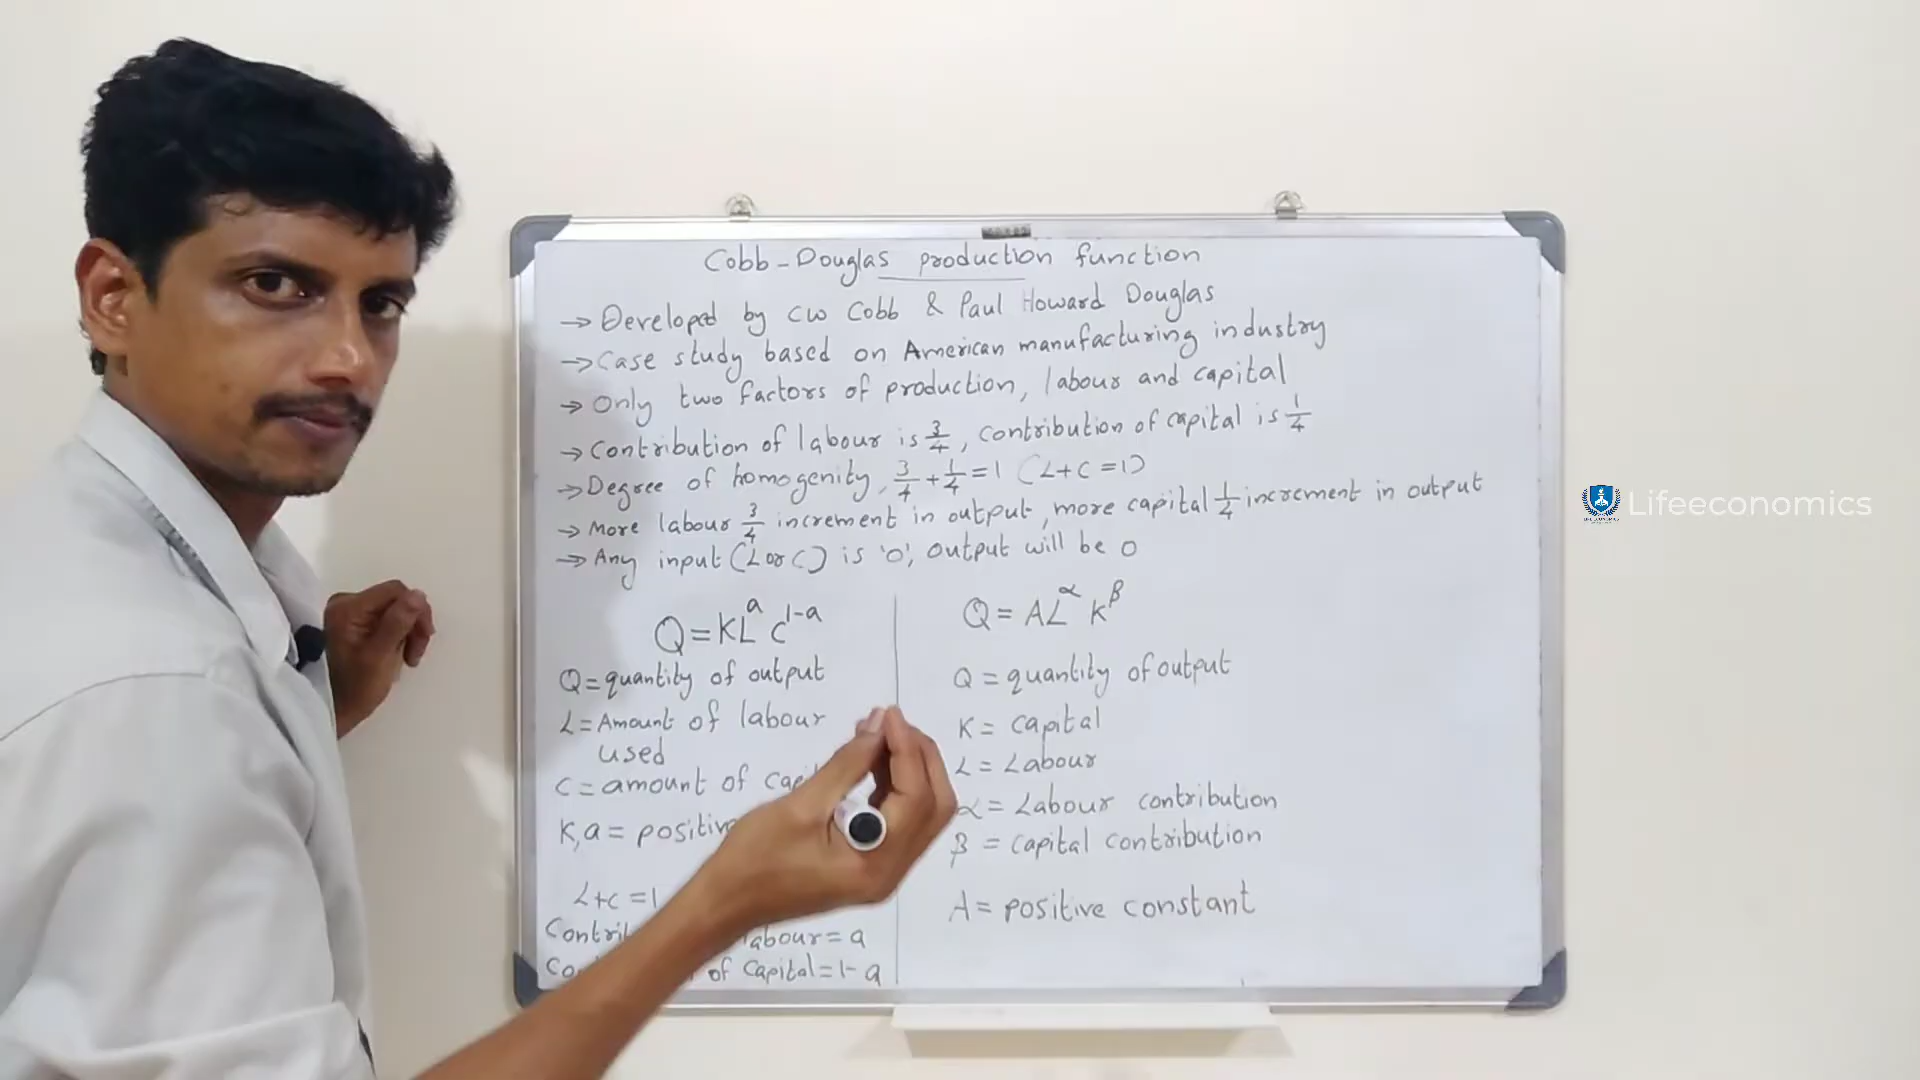 Cobb-Douglas production function
→ Developed by CW Cobb & Paul Howard Douglas
→ Case study based on American manufacturing industry
→ Only two factors of production, labour and capital
→ Contribution of labour is 3/4, contribution of capital is 1/4
→ Degree of homogenity, 3/4 + 1/4 = 1 (L+C = 1)
→ More labour 3/4 increment in output, more capital 1/4 increment in output
→ Any input (L or C) is '0', output will be 0
Q = KL^a C^1-a
Q = quantity of output
L = Amount of labour
used
C = amount of
K, a =
L+C = 1
labour = a
of capital = 1-a
Q = AL^α K^β
Q = quantity of output
K = capital
L = Labour
α = Labour contribution
β = capital contribution
A = positive constant
Lifeeconomics